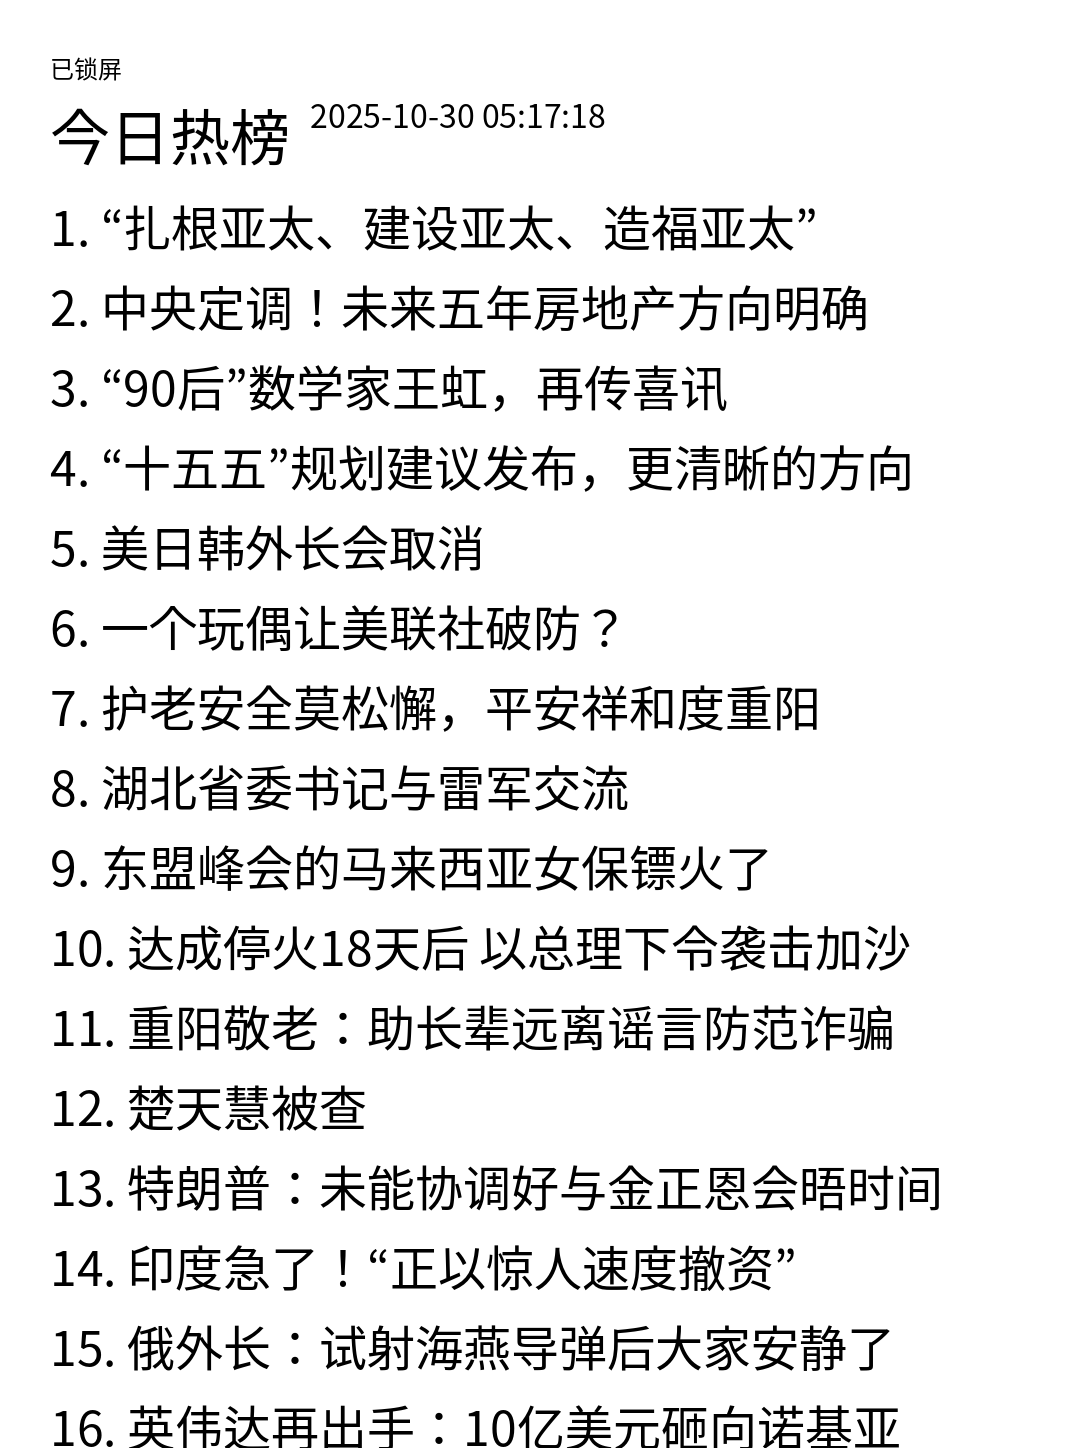 已锁屏
今日热榜 2025-10-30 05:17:18
1. “扎根亚太、建设亚太、造福亚太”
2. 中央定调！未来五年房地产方向明确
3. “90后”数学家王虹，再传喜讯
4. “十五五”规划建议发布，更清晰的方向
5. 美日韩外长会取消
6. 一个玩偶让美联社破防？
7. 护老安全莫松懈，平安祥和度重阳
8. 湖北省委书记与雷军交流
9. 东盟峰会的马来西亚女保镖火了
10. 达成停火18天后 以总理下令袭击加沙
11. 重阳敬老：助长辈远离谣言防范诈骗
12. 楚天慧被查
13. 特朗普：未能协调好与金正恩会晤时间
14. 印度急了！“正以惊人速度撤资”
15. 俄外长：试射海燕导弹后大家安静了
16. 英伟达再出手：10亿美元砸向诺基亚